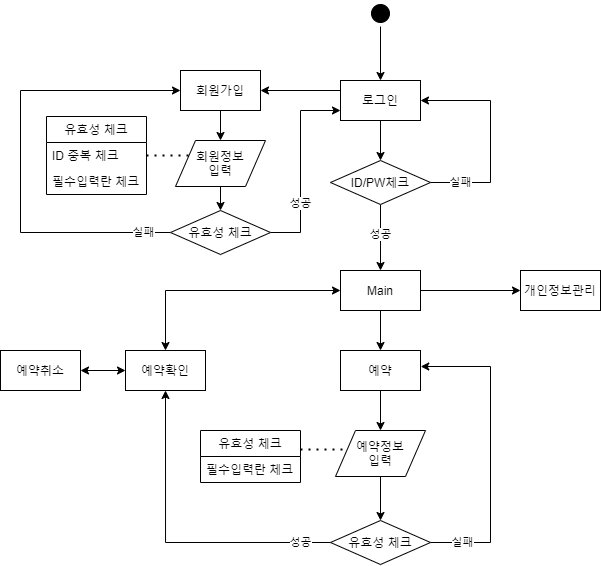 회원가입
로그인
유효성 체크
ID 중복 체크
필수입력란 체크
회원정보
입력
ID/PW체크
실패
성공
실패
유효성 체크
성공
Main
개인정보관리
예약취소
예약확인
예약
유효성 체크
필수입력란 체크
예약정보
입력
성공
유효성 체크
실패